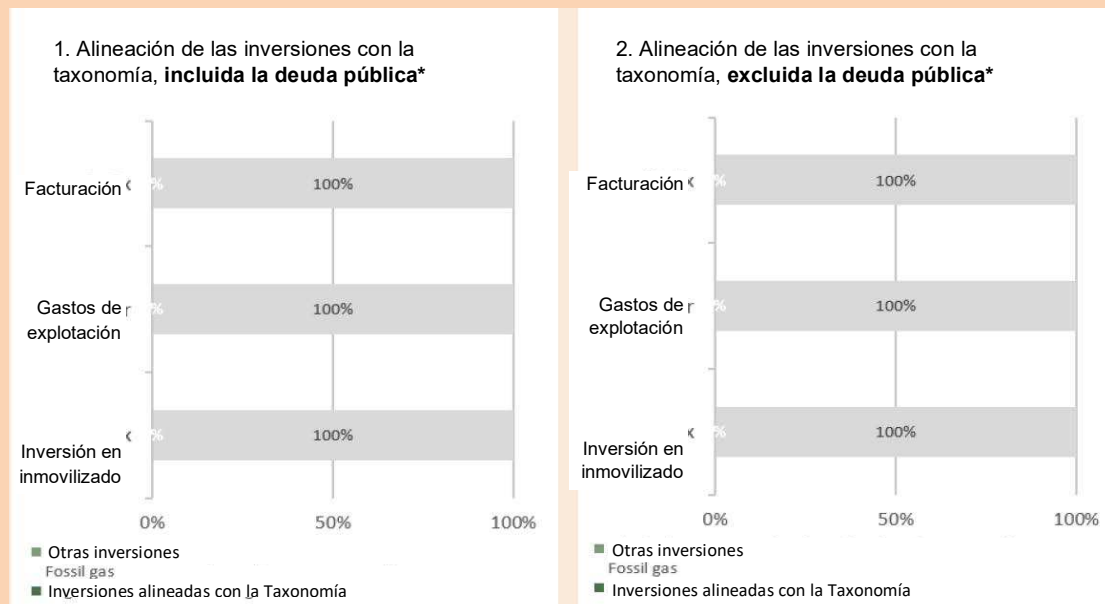 1. Alineación de las inversiones con la
taxonomía, incluida la deuda pública*
Facturación
%
100%
Gastos de
explotación
%
100%
Inversión en
inmovilizado
%
100%
0%
50%
100%
Otras inversiones
Fossil gas
Inversiones alineadas con la Taxonomía
2. Alineación de las inversiones con la
taxonomía, excluida la deuda pública*
Facturación
%
100%
Gastos de
explotación
%
100%
Inversión en
inmovilizado
%
100%
0%
50%
100%
Otras inversiones
Fossil gas
Inversiones alineadas con la Taxonomía